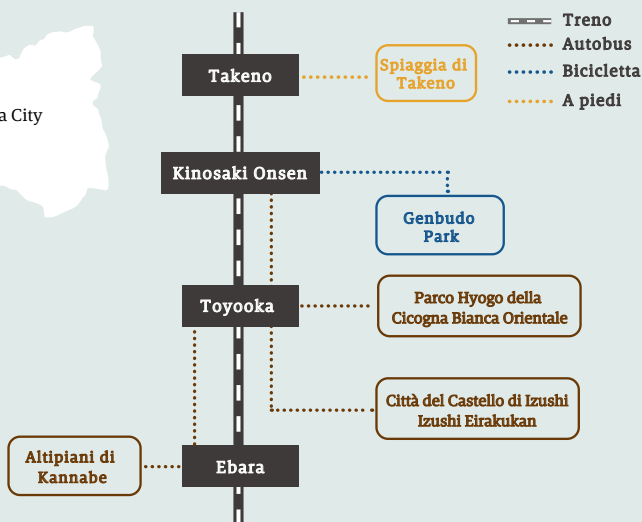 Treno
Autobus
Bicicletta
A piedi
a City
Takeno
Spiaggia di
Takeno
Kinosaki Onsen
Genbudo
Park
Toyooka
Parco Hyogo della
Cicogna Bianca Orientale
Città del Castello di Izushi
Izushi Eirakukan
Altipiani di
Kannabe
Ebara